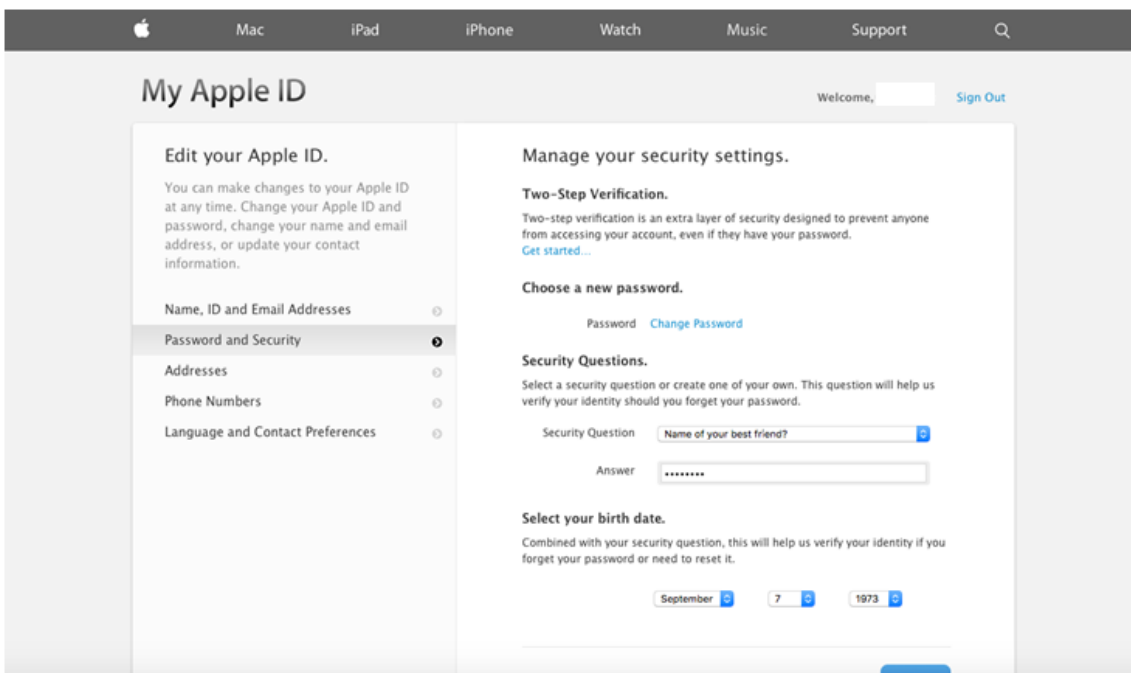 Mac iPad iPhone Watch Music Support
My Apple ID
Welcome, Sign Out
Edit your Apple ID.
You can make changes to your Apple ID
at any time. Change your Apple ID and
password, change your name and email
address, or update your contact
information.
Name, ID and Email Addresses
Password and Security
Addresses
Phone Numbers
Language and Contact Preferences
Manage your security settings.
Two-Step Verification.
Two-step verification is an extra layer of security designed to prevent anyone
from accessing your account, even if they have your password.
Get started...
Choose a new password.
Password Change Password
Security Questions.
Select a security question or create one of your own. This question will help us
verify your identity should you forget your password.
Security Question Name of your best friend?
Answer ••••••••
Select your birth date.
Combined with your security question, this will help us verify your identity if you
forget your password or need to reset it.
September 7 1973